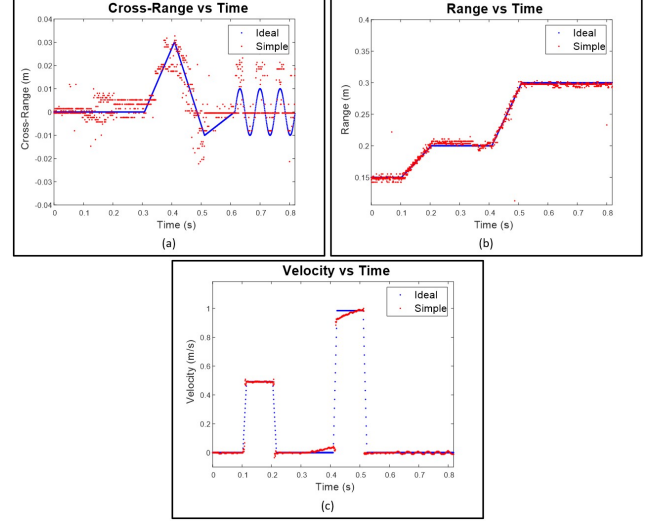 Cross-Range vs Time
0.04
0.03
0.02
0.01
0
-0.01
-0.02
-0.03
-0.04
Cross-Range (m)
Ideal
Simple
0 0.1 0.2 0.3 0.4 0.5 0.6 0.7 0.8
Time (s)
(a)
Range vs Time
0.4
0.35
0.3
0.25
0.2
0.15
Range (m)
Ideal
Simple
0 0.1 0.2 0.3 0.4 0.5 0.6 0.7 0.8
Time (s)
(b)
Velocity vs Time
1
0.8
0.6
0.4
0.2
0
Velocity (m/s)
Ideal
Simple
0 0.1 0.2 0.3 0.4 0.5 0.6 0.7 0.8
Time (s)
(c)